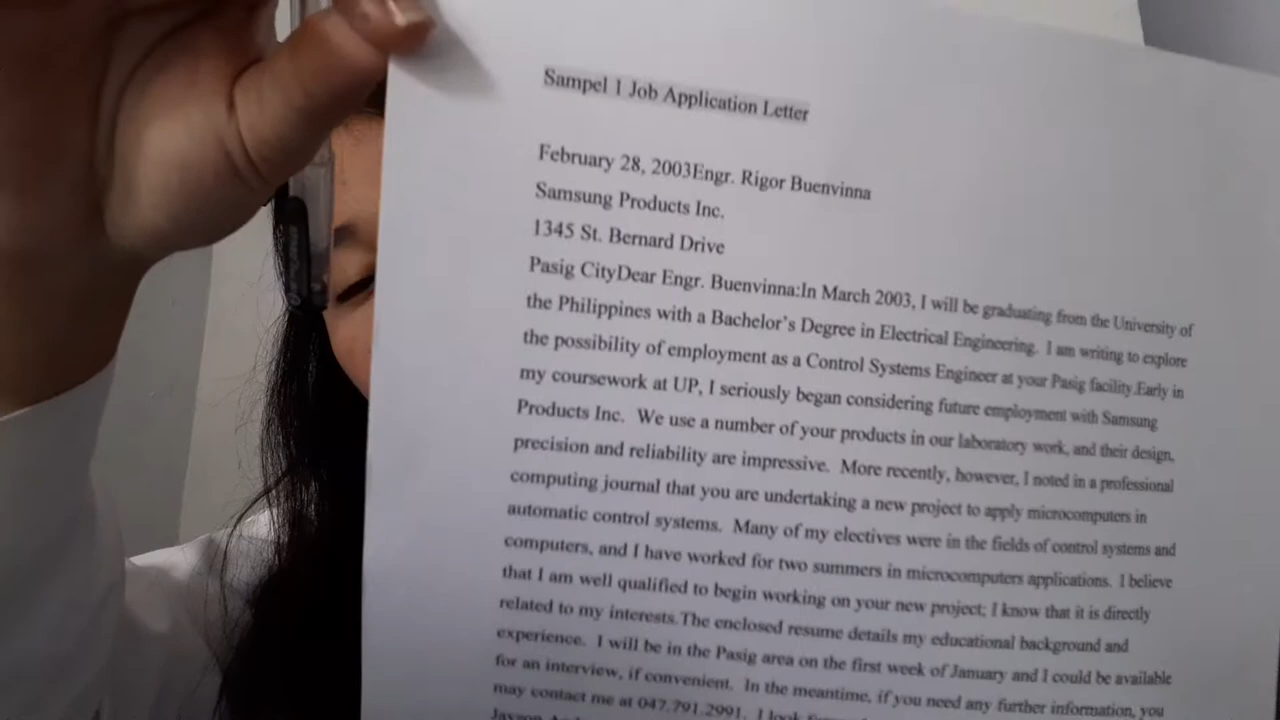 Sampel 1 Job Application Letter
February 28, 2003Engr. Rigor Buenvinna
Samsung Products Inc.
1345 St. Bernard Drive
Pasig CityDear Engr. Buenvinna:In March 2003, I will be graduating from the University of
the Philippines with a Bachelor's Degree in Electrical Engineering. I am writing to explore
the possibility of employment as a Control Systems Engineer at your Pasig facility.Early in
my coursework at UP, I seriously began considering future employment with Samsung
Products Inc. We use a number of your products in our laboratory work, and their design,
precision and reliability are impressive. More recently, however, I noted in a professional
computing journal that you are undertaking a new project to apply microcomputers in
automatic control systems. Many of my electives were in the fields of control systems and
computers, and I have worked for two summers in microcomputers applications. I believe
that I am well qualified to begin working on your new project; I know that it is directly
related to my interests.The enclosed resume details my educational background and
experience. I will be in the Pasig area on the first week of January and I could be available
for an interview, if convenient. In the meantime, if you need any further information, you
may contact me at 047.791.2991. I look